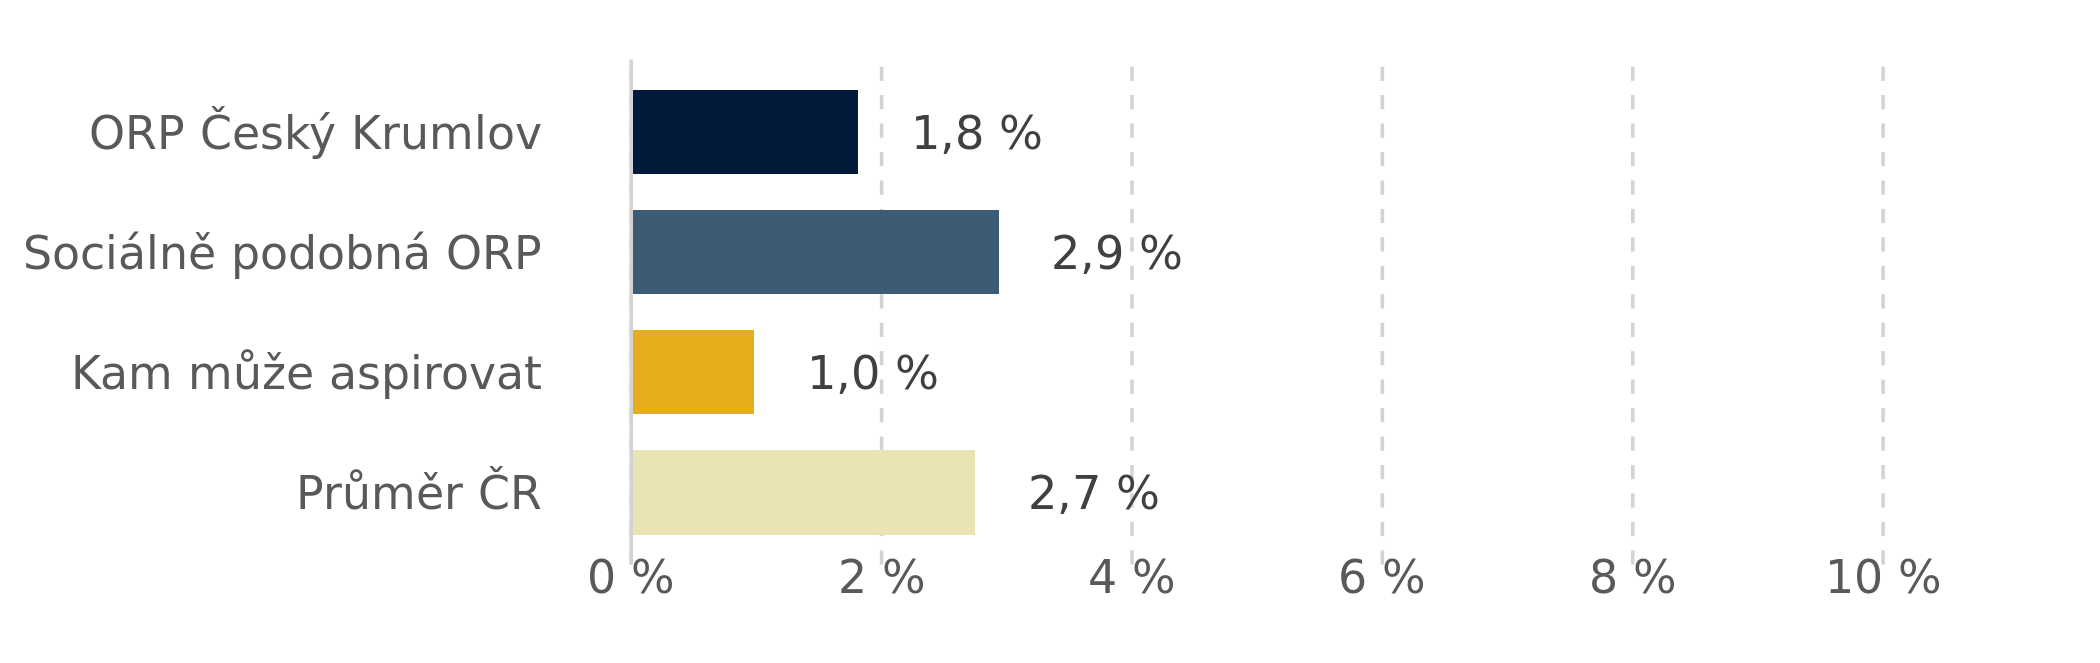 ORP Český Krumlov 1,8 %
Sociálně podobná ORP 2,9 %
Kam může aspirovat 1,0 %
Průměr ČR 2,7 %
0 % 2 % 4 % 6 % 8 % 10 %